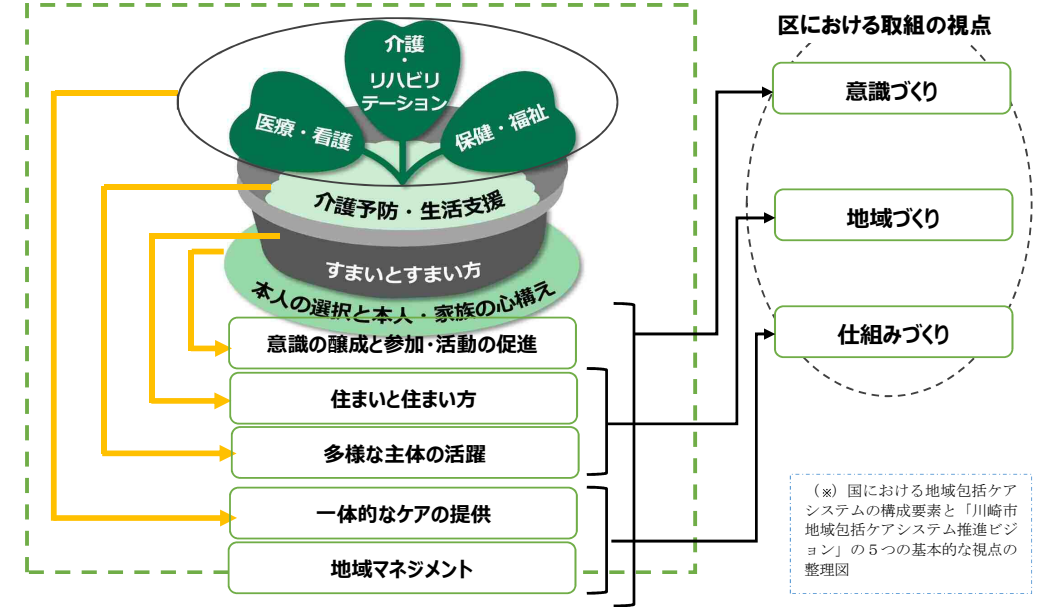 区における取組の視点
介護
・
リハビリ
テーション
医療・看護
保健・福祉
介護予防・生活支援
すまいとすまい方
本人の選択と本人・家族の心構え
意識の醸成と参加・活動の促進
住まいと住まい方
多様な主体の活躍
一体的なケアの提供
地域マネジメント
意識づくり
地域づくり
仕組みづくり
（※）国における地域包括ケア
システムの構成要素と「川崎市
地域包括ケアシステム推進ビジ
ョン」の５つの基本的な視点の
整理図